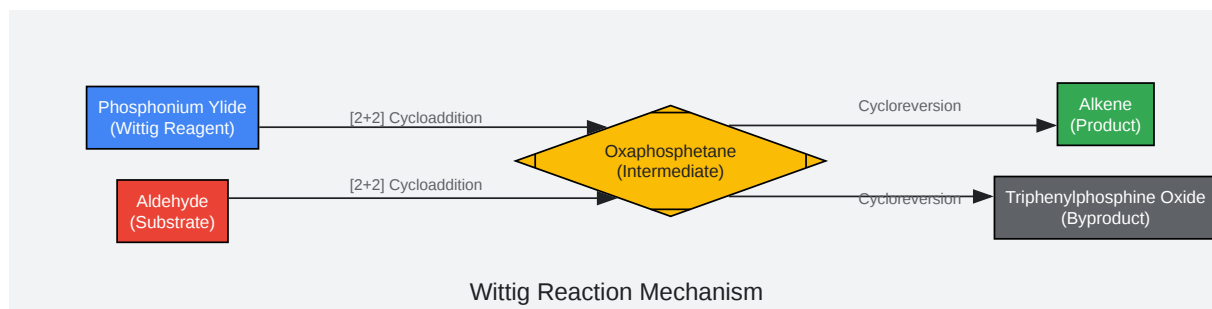 Phosphonium Ylide
(Wittig Reagent)
[2+2] Cycloaddition
Aldehyde
(Substrate)
[2+2] Cycloaddition
Oxaphosphetane
(Intermediate)
Cycloreversion
Alkene
(Product)
Cycloreversion
Triphenylphosphine Oxide
(Byproduct)
Wittig Reaction Mechanism